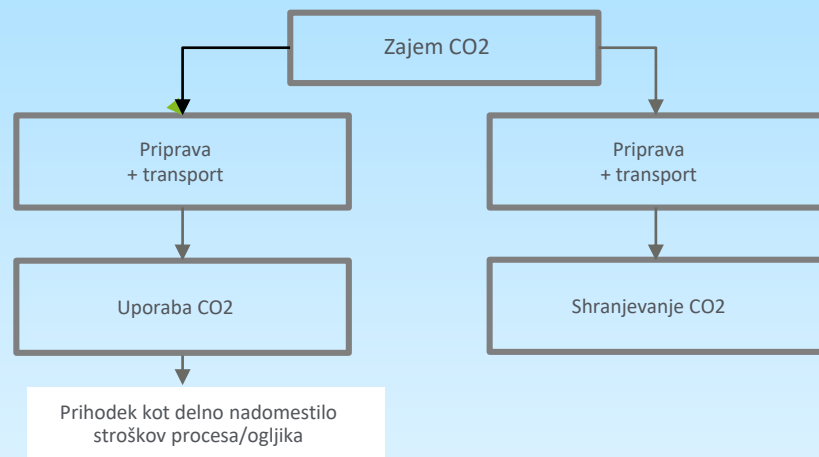 Zajem CO2
Priprava
+ transport
Priprava
+ transport
Uporaba CO2
Shranjevanje CO2
Prihodek kot delno nadomestilo
stroškov procesa/ogljika